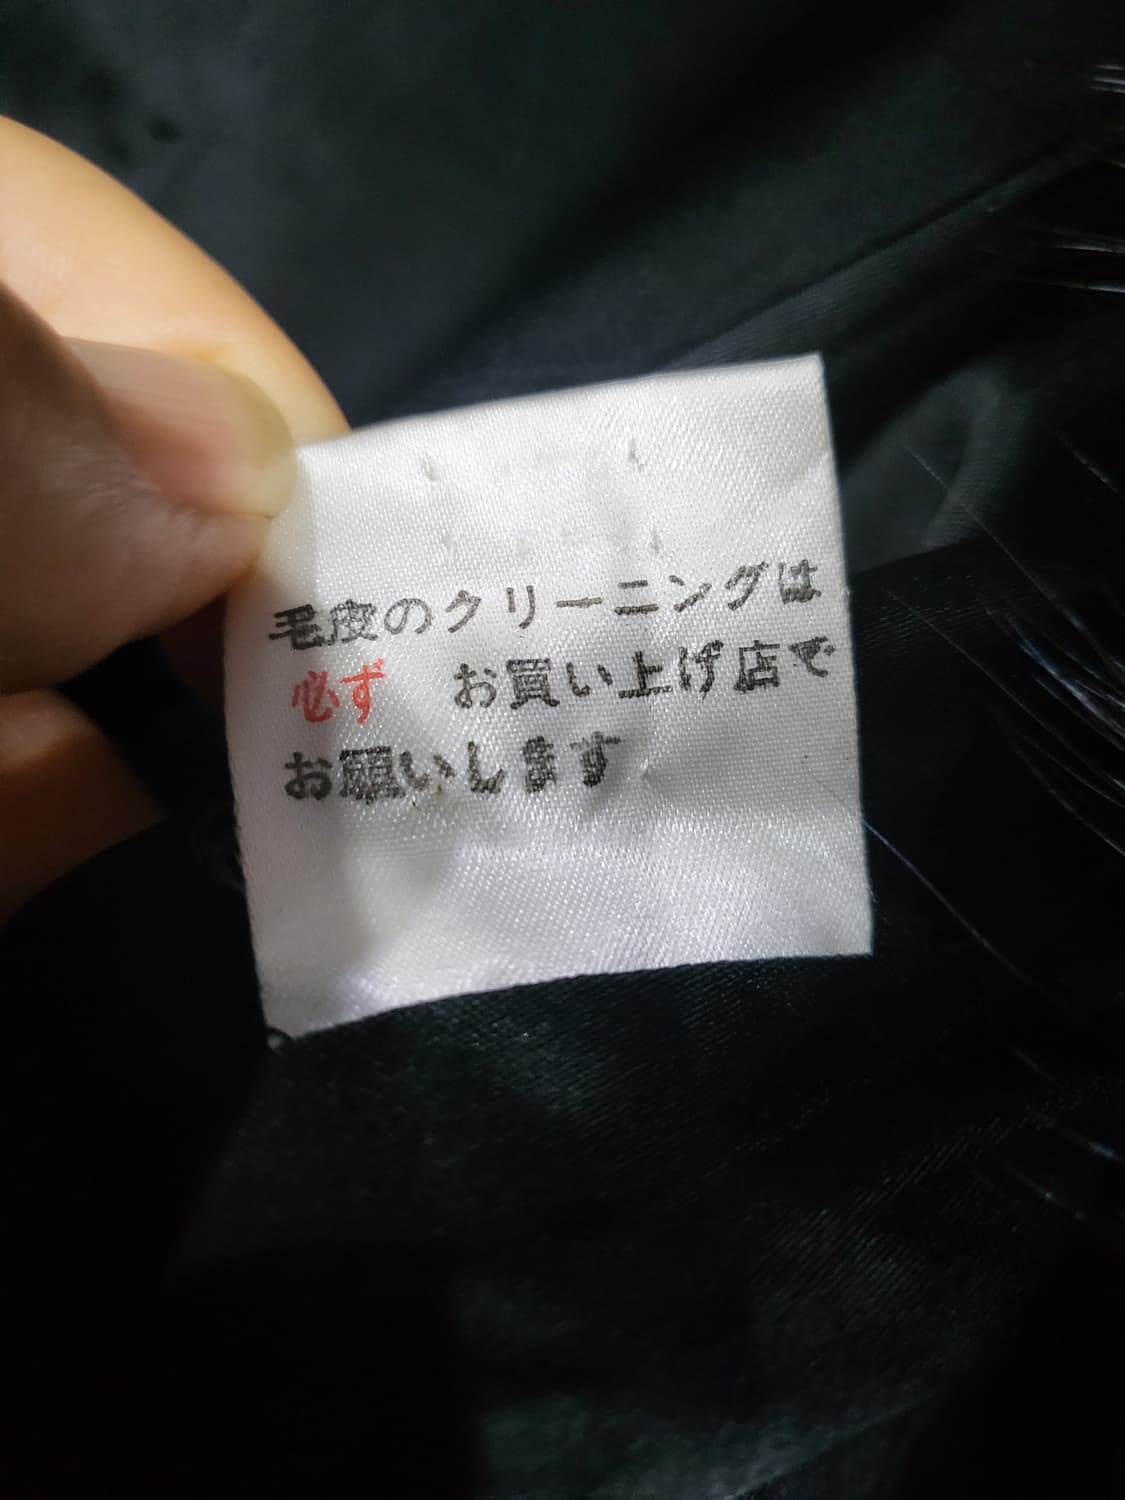 毛皮のクリーニングは
必ず　お買い上げ店で
お願いします